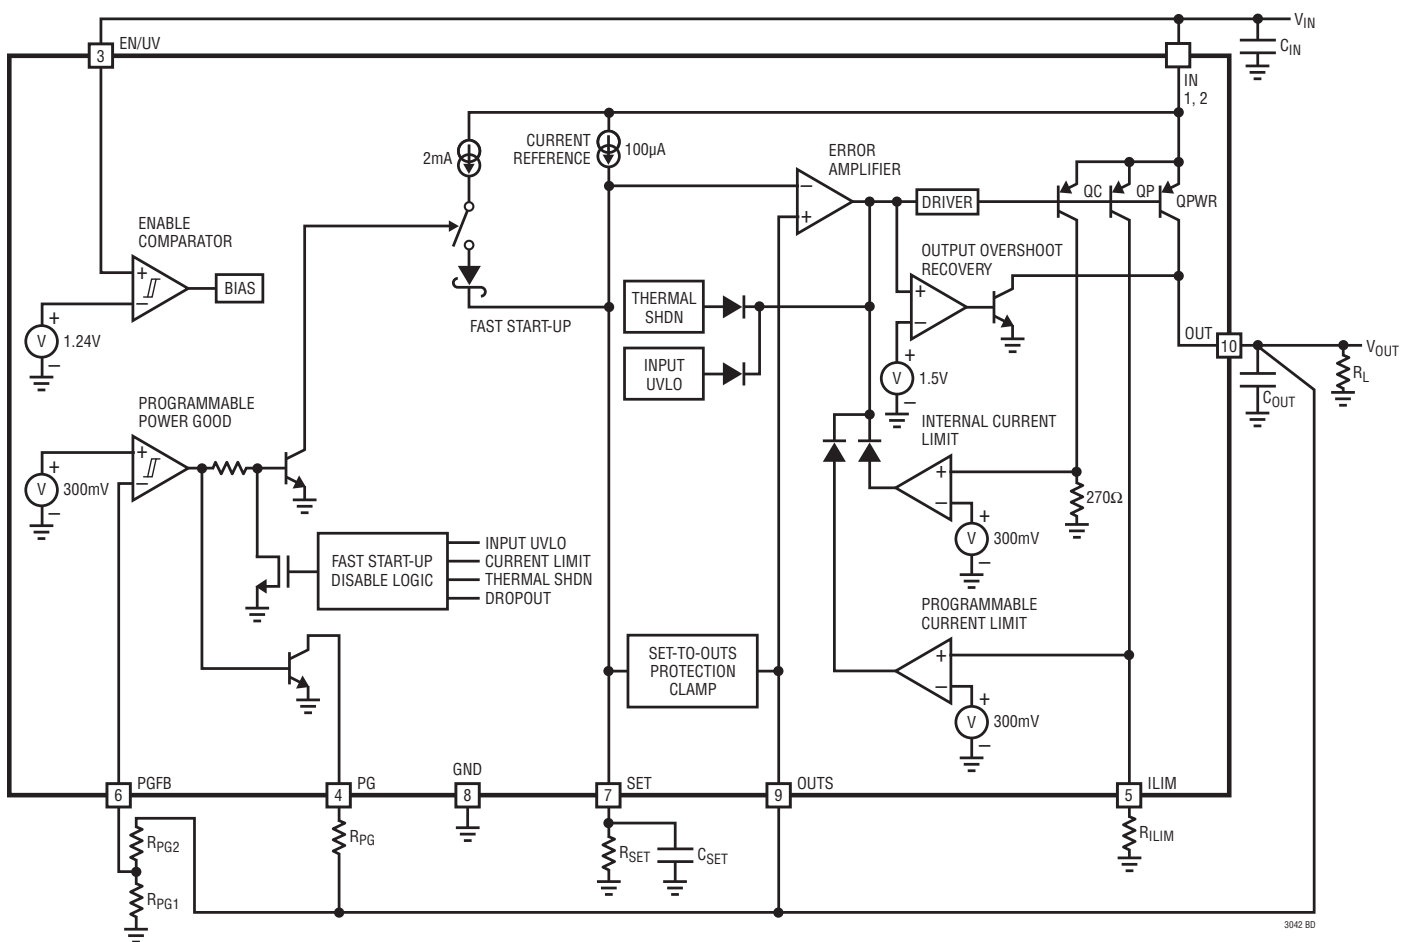 VIN
CIN
3
EN/UV
IN
1, 2
2mA
CURRENT
REFERENCE
100µA
ERROR
AMPLIFIER
−
+
DRIVER
QC
QP
QPWR
ENABLE
COMPARATOR
+
−
BIAS
+
V
−
1.24V
FAST START-UP
THERMAL
SHDN
INPUT
UVLO
OUTPUT OVERSHOOT
RECOVERY
+
−
+
V
−
1.5V
OUT
10
VOUT
COUT
RL
PROGRAMMABLE
POWER GOOD
+
−
+
V
−
300mV
INTERNAL CURRENT
LIMIT
+
−
270Ω
+
V
−
300mV
FAST START-UP
DISABLE LOGIC
INPUT UVLO
CURRENT LIMIT
THERMAL SHDN
DROPOUT
PROGRAMMABLE
CURRENT LIMIT
+
−
+
V
−
300mV
SET-TO-OUTS
PROTECTION
CLAMP
6
PGFB
4
PG
GND
8
7
SET
9
OUTS
5
ILIM
RPG2
RPG1
RPG
RSET
CSET
RILIM
3042 BD